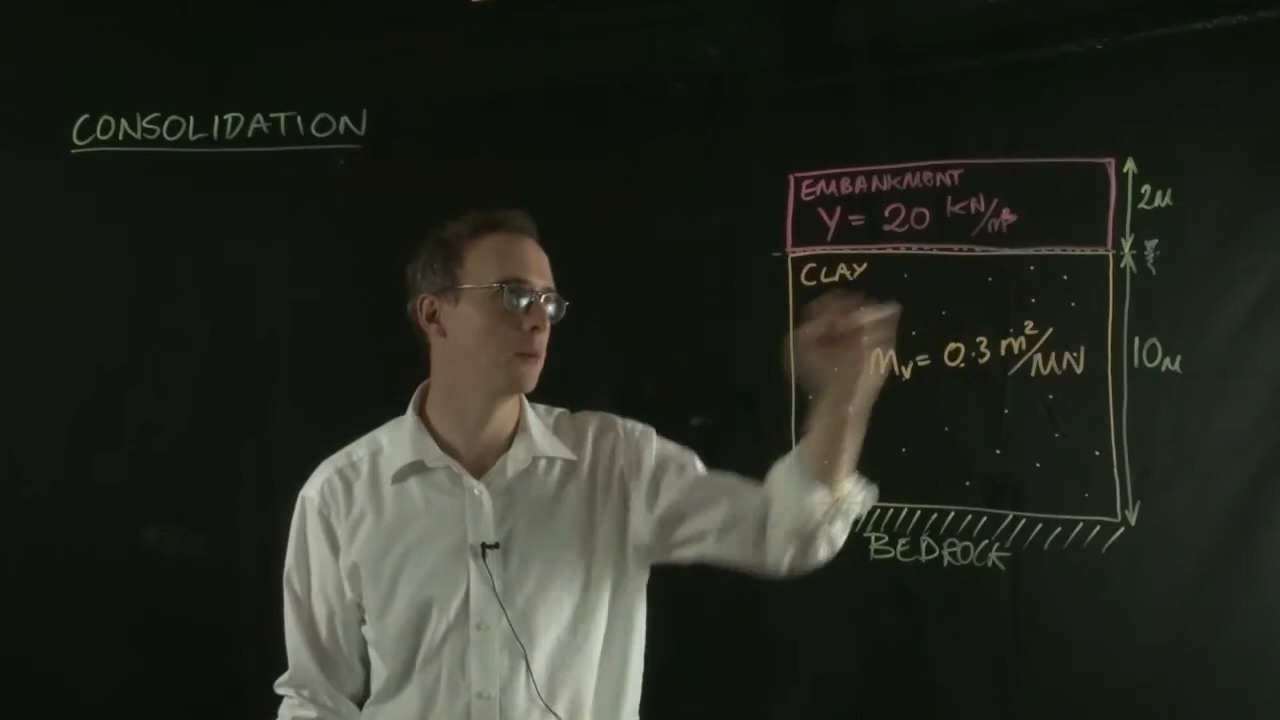 CONSOLIDATION
EMBANKMENT
γ = 20 KN/m³
2M
CLAY
mv = 0.3 m²/MN
10M
BEDROCK